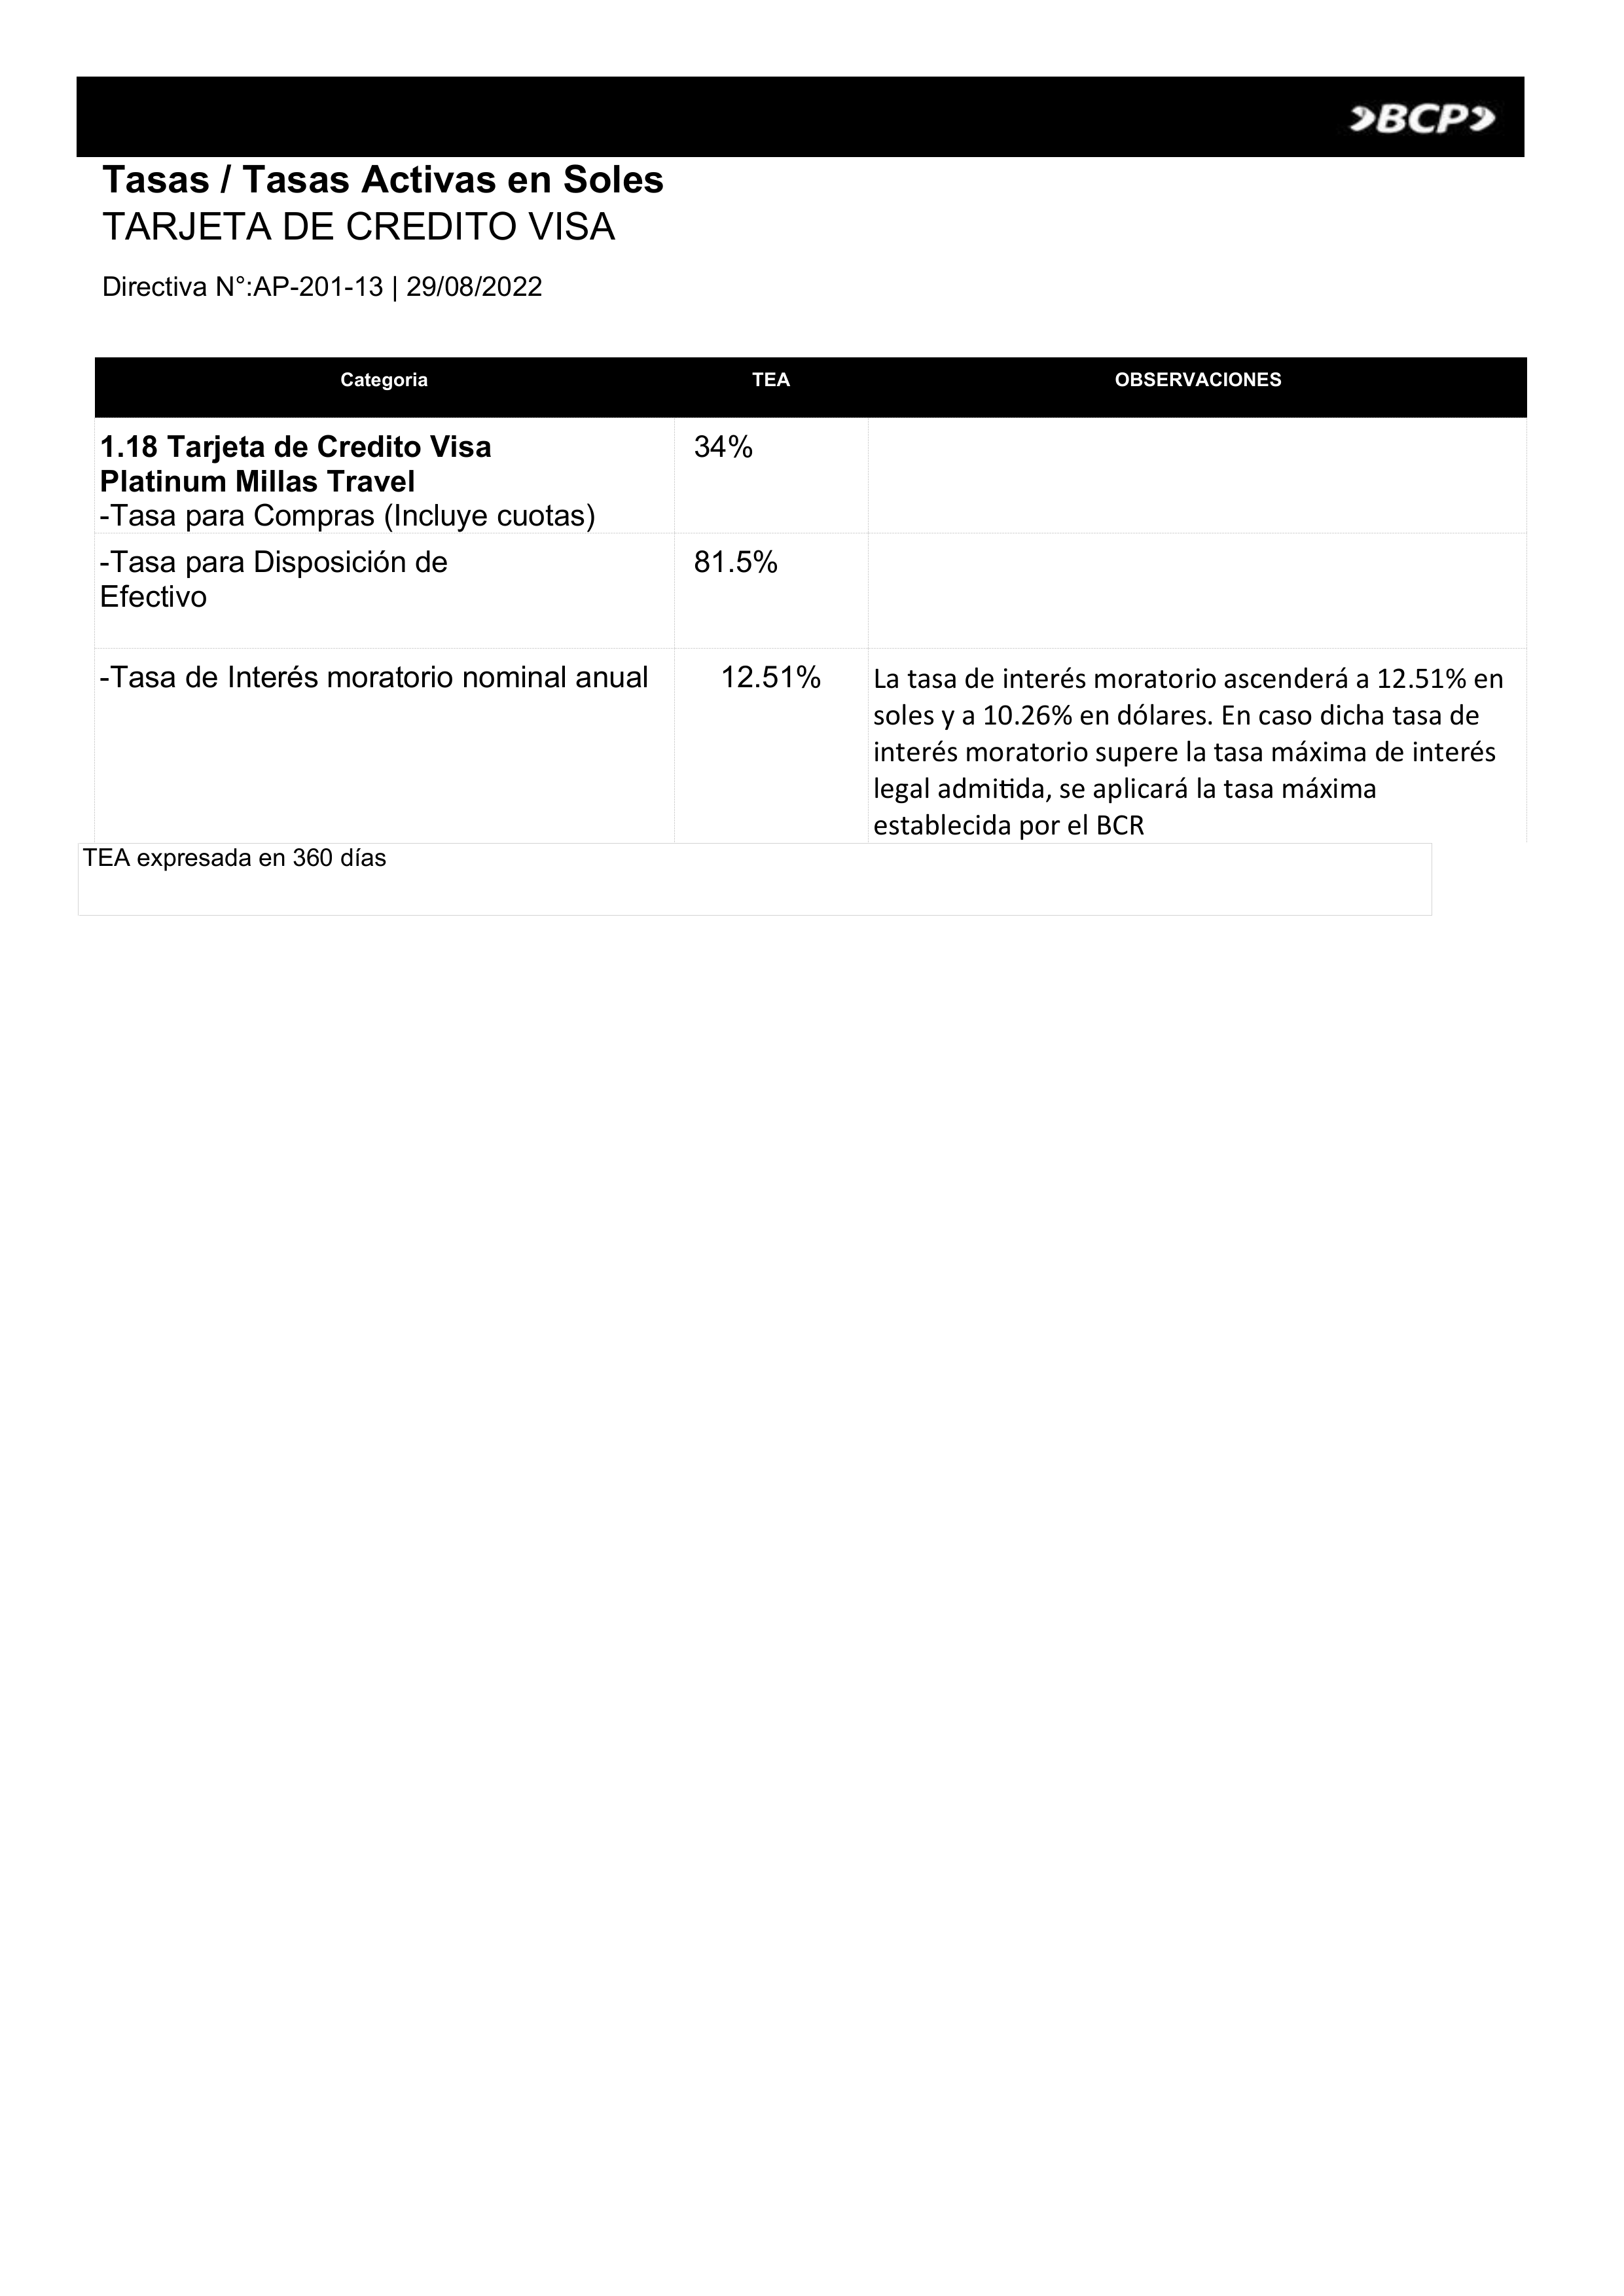 BCP
Tasas / Tasas Activas en Soles
TARJETA DE CREDITO VISA
Directiva N°:AP-201-13 | 29/08/2022
Categoria TEA OBSERVACIONES
1.18 Tarjeta de Credito Visa 34%
Platinum Millas Travel
-Tasa para Compras (Incluye cuotas)
-Tasa para Disposición de 81.5%
Efectivo
-Tasa de Interés moratorio nominal anual 12.51% La tasa de interés moratorio ascenderá a 12.51% en
soles y a 10.26% en dólares. En caso dicha tasa de
interés moratorio supere la tasa máxima de interés
legal admitida, se aplicará la tasa máxima
establecida por el BCR
TEA expresada en 360 días